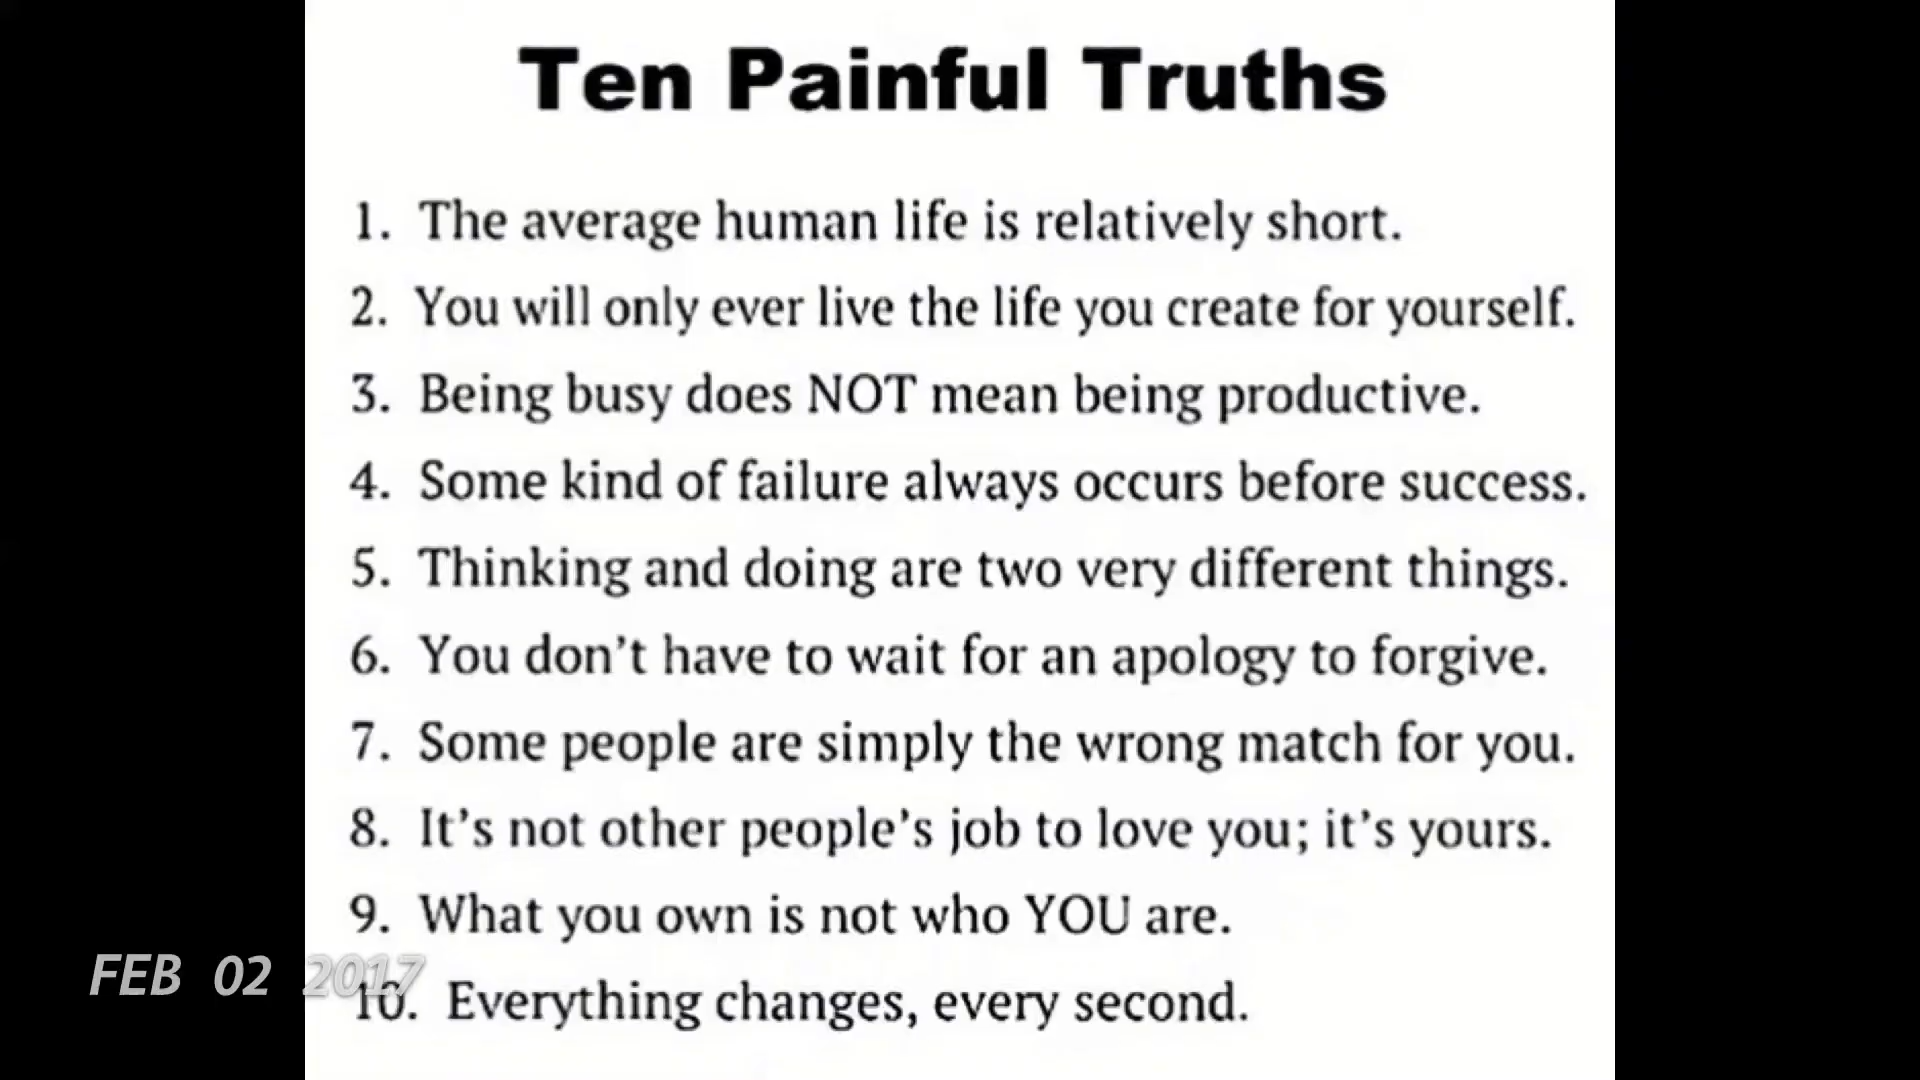 Ten Painful Truths
1. The average human life is relatively short.
2. You will only ever live the life you create for yourself.
3. Being busy does NOT mean being productive.
4. Some kind of failure always occurs before success.
5. Thinking and doing are two very different things.
6. You don’t have to wait for an apology to forgive.
7. Some people are simply the wrong match for you.
8. It’s not other people’s job to love you; it’s yours.
9. What you own is not who YOU are.
FEB 02 2017
10. Everything changes, every second.